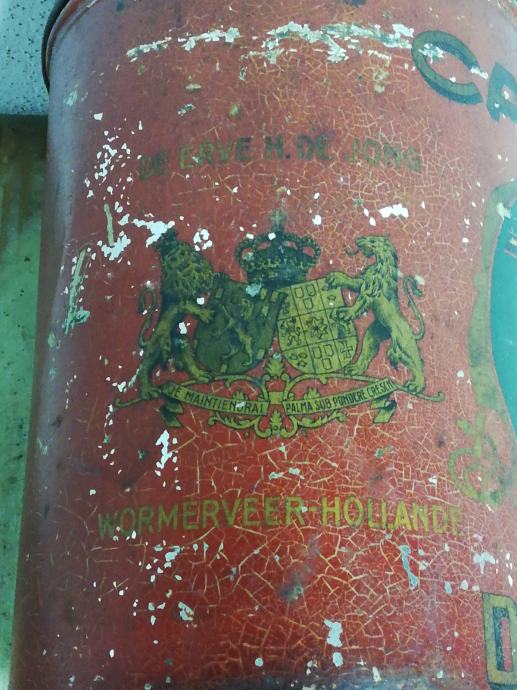 DE ERVE H. DE JONG
JE MAINTIENDRAI PALMA SUB PONDERE CRESCIT
WORMERVEER-HOLLANDE